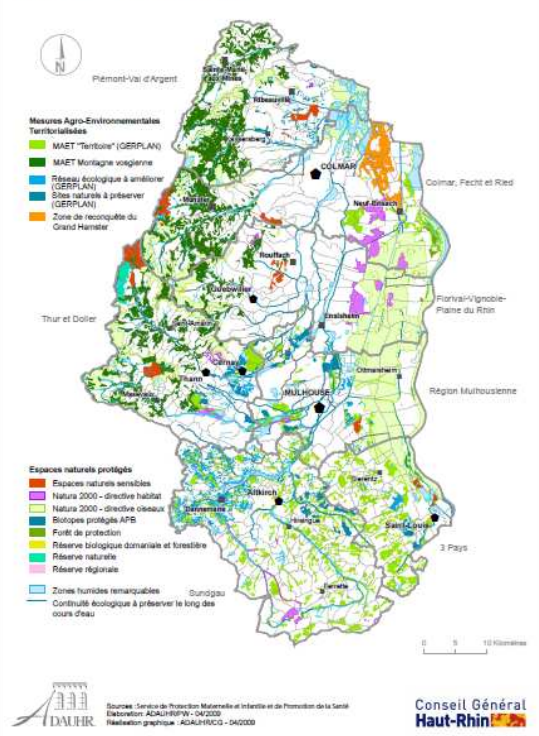 N
Piémont-Val d'Argent
Sainte-Marie-aux-Mines
Ribeauvillé
Kaysersberg
COLMAR
Colmar, Fecht et Ried
Mesures Agro-Environnementales
Territorialisées
MAET "Territoire" (GERPLAN)
MAET Montagne vosgienne
Réseau écologique à améliorer
(GERPLAN)
Sites naturels à préserver
(GERPLAN)
Zone de reconquête du
Grand Hamster
Munster
Neuf-Brisach
Rouffach
Guebwiller
Florival-Vignoble-
Plaine du Rhin
Ensisheim
Thur et Doller
Saint-Amarin
Thann
Cernay
Ottmarsheim
Région Mulhousienne
Masevaux
MULHOUSE
Espaces naturels protégés
Espaces naturels sensibles
Natura 2000 - directive habitat
Natura 2000 - directive oiseaux
Biotopes protégés APB
Forêt de protection
Réserve biologique domaniale et forestière
Réserve naturelle
Réserve régionale
Zones humides remarquables
Continuité écologique à préserver le long des
cours d'eau
Sierentz
Altkirch
Dannemarie
Hirsingue
Saint-Louis
3 Pays
Sundgau
Ferrette
0 5 10 Kilomètres
ADAUHR
Sources : Service de Protection Maternelle et Infantile et de Promotion de la Santé
Elaboration: ADAUHR/PW - 04/2009
Réalisation graphique : ADAUHR/CG - 04/2009
Conseil Général
Haut-Rhin